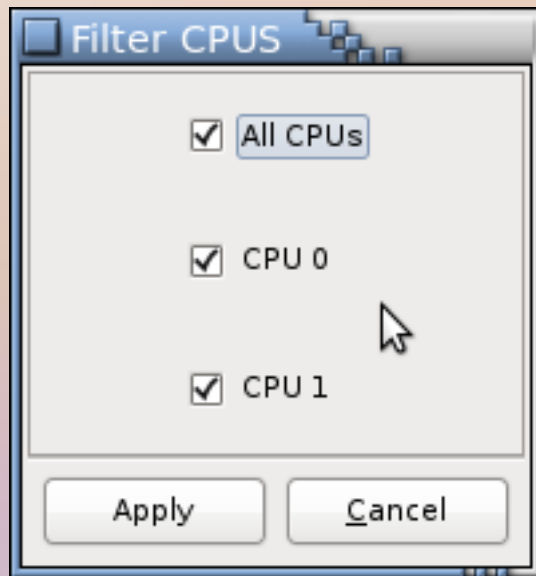 Filter CPUS
All CPUs
CPU 0
CPU 1
Apply Cancel